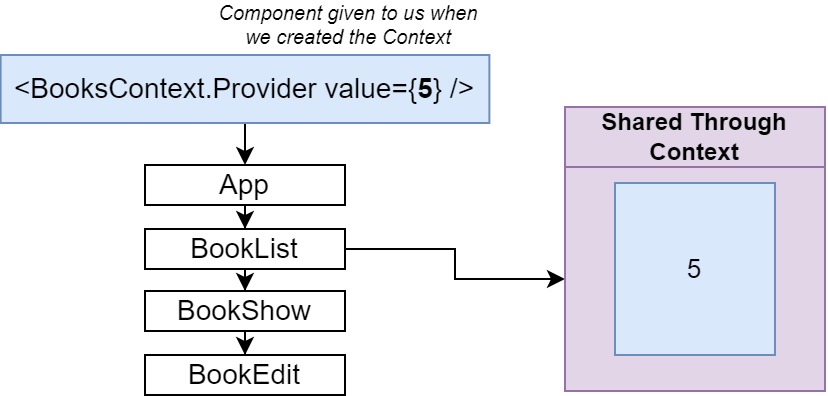 Component given to us when
we created the Context
<BooksContext.Provider value={5} />
Shared Through
Context
App
BookList
5
BookShow
BookEdit